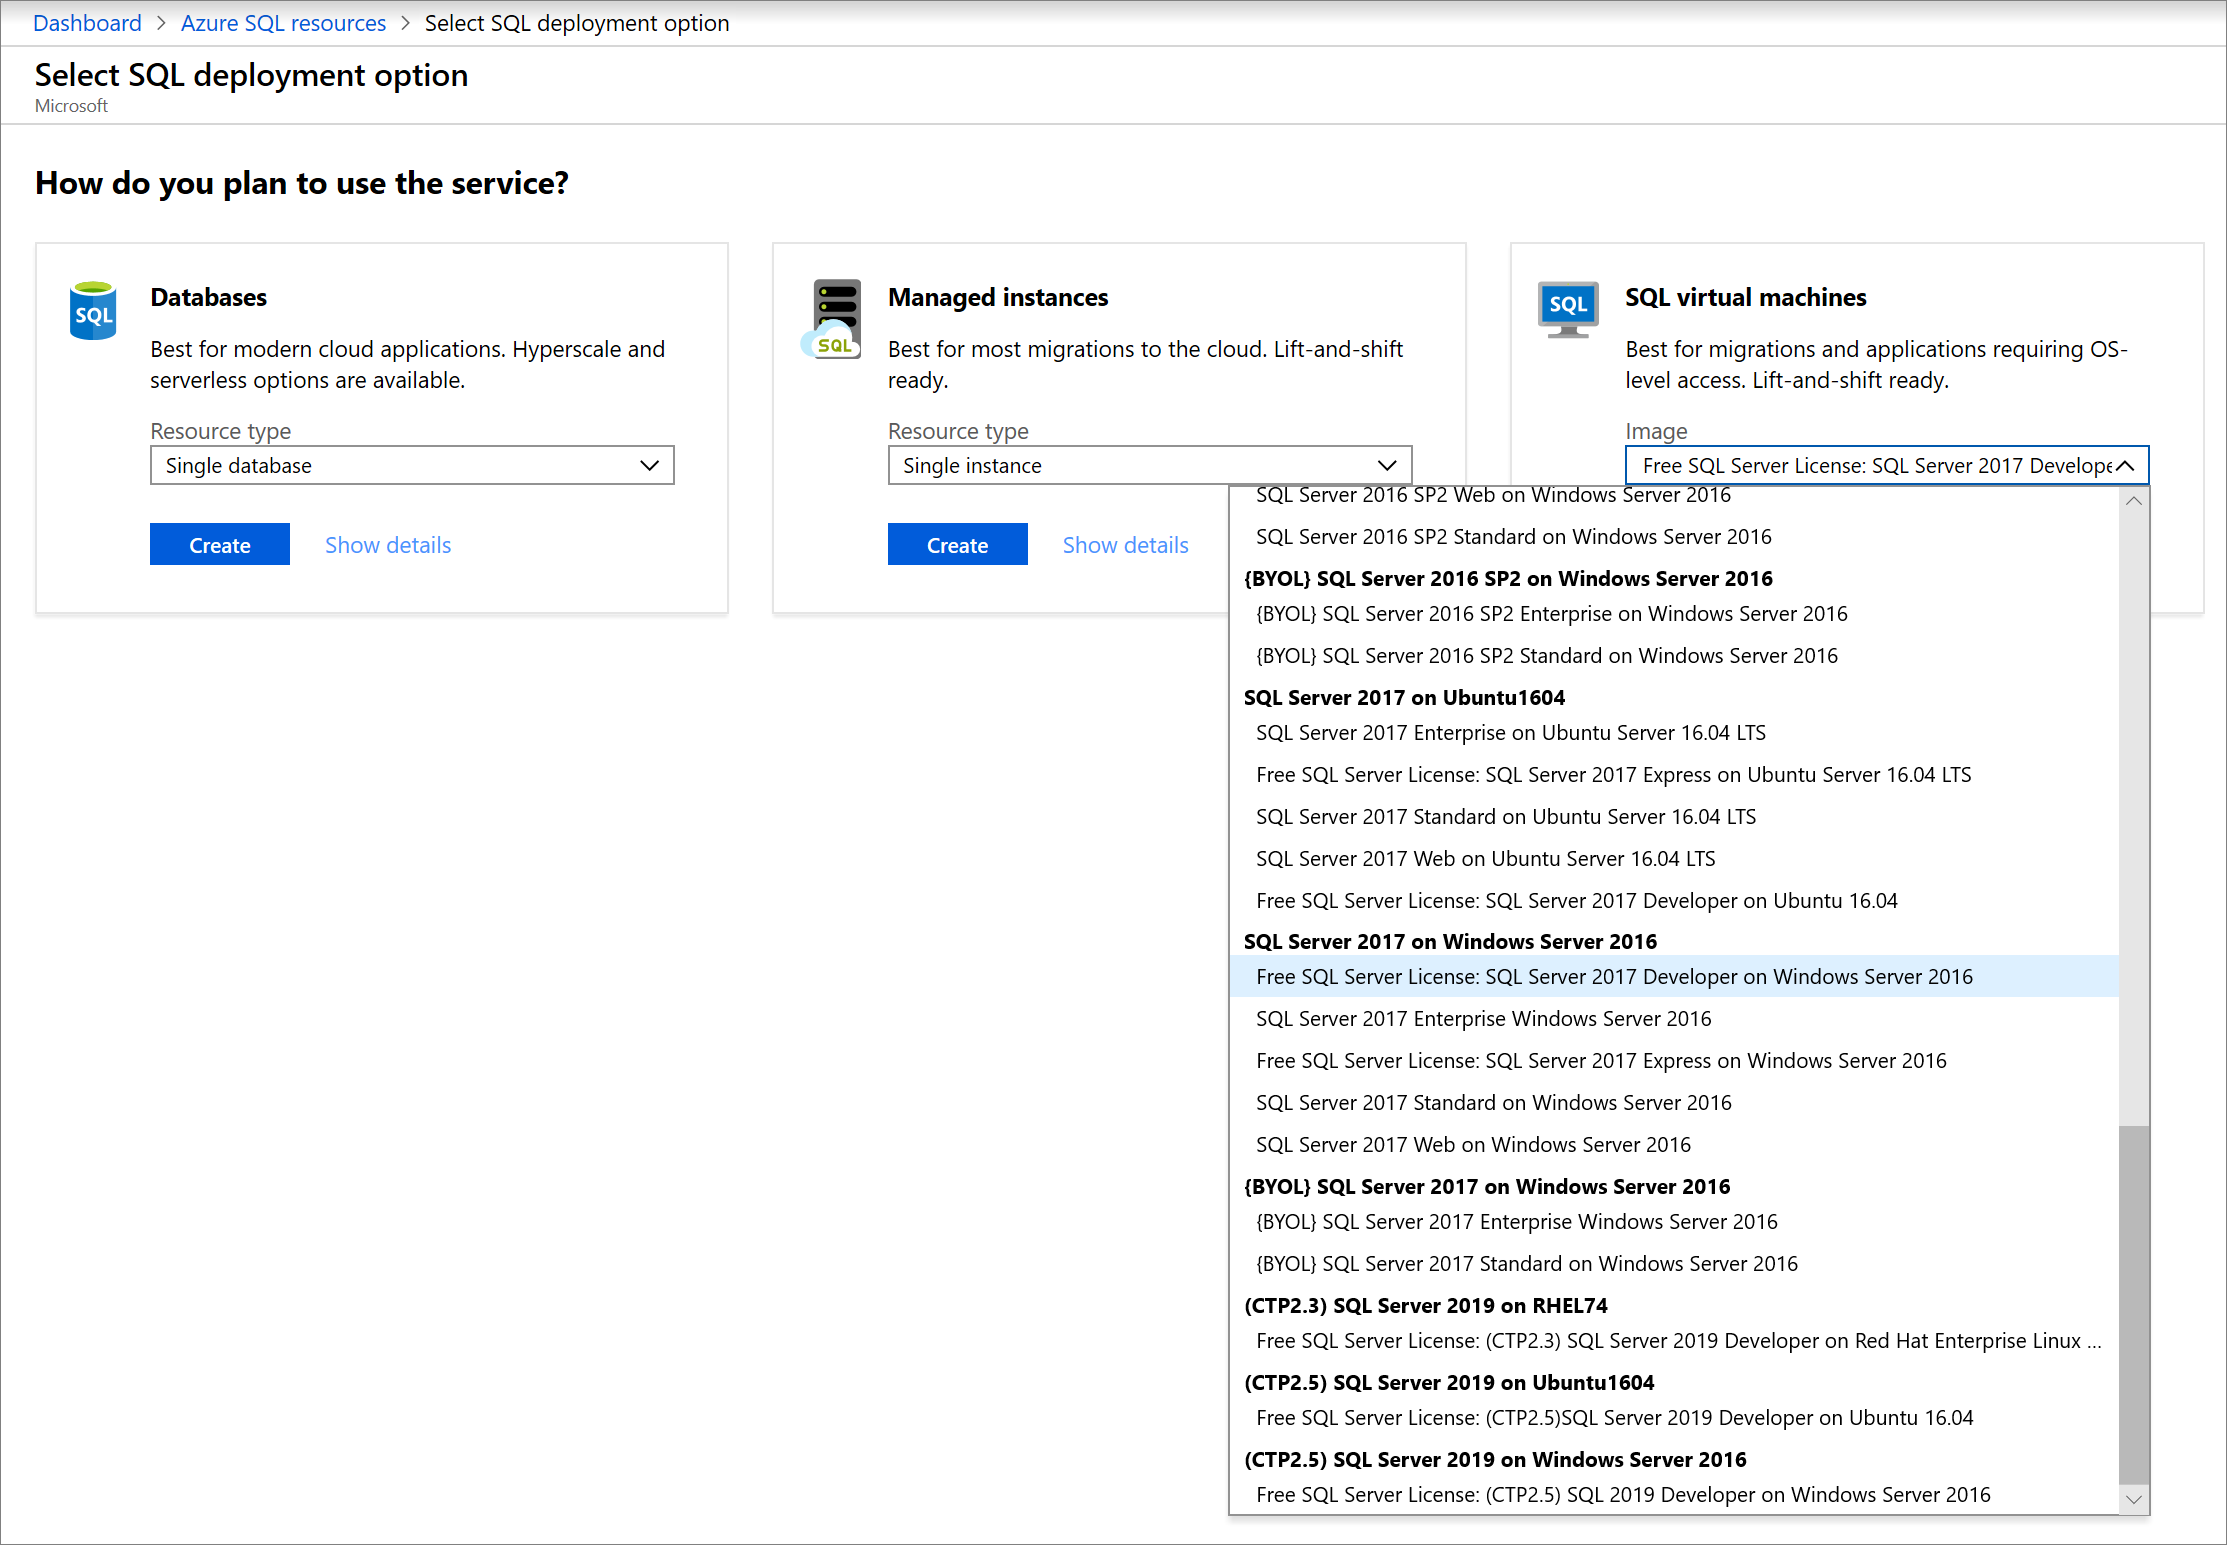 Dashboard > Azure SQL resources > Select SQL deployment option
Select SQL deployment option
Microsoft
How do you plan to use the service?
SQL
Databases
Best for modern cloud applications. Hyperscale and
serverless options are available.
Resource type
Single database
Create
Show details
SQL
Managed instances
Best for most migrations to the cloud. Lift-and-shift
ready.
Resource type
Single instance
Create
Show details
SQL
SQL virtual machines
Best for migrations and applications requiring OS-
level access. Lift-and-shift ready.
Image
Free SQL Server License: SQL Server 2017 Develope
SQL Server 2016 SP2 Web on Windows Server 2016
SQL Server 2016 SP2 Standard on Windows Server 2016
{BYOL} SQL Server 2016 SP2 on Windows Server 2016
{BYOL} SQL Server 2016 SP2 Enterprise on Windows Server 2016
{BYOL} SQL Server 2016 SP2 Standard on Windows Server 2016
SQL Server 2017 on Ubuntu1604
SQL Server 2017 Enterprise on Ubuntu Server 16.04 LTS
Free SQL Server License: SQL Server 2017 Express on Ubuntu Server 16.04 LTS
SQL Server 2017 Standard on Ubuntu Server 16.04 LTS
SQL Server 2017 Web on Ubuntu Server 16.04 LTS
Free SQL Server License: SQL Server 2017 Developer on Ubuntu 16.04
SQL Server 2017 on Windows Server 2016
Free SQL Server License: SQL Server 2017 Developer on Windows Server 2016
SQL Server 2017 Enterprise Windows Server 2016
Free SQL Server License: SQL Server 2017 Express on Windows Server 2016
SQL Server 2017 Standard on Windows Server 2016
SQL Server 2017 Web on Windows Server 2016
{BYOL} SQL Server 2017 on Windows Server 2016
{BYOL} SQL Server 2017 Enterprise Windows Server 2016
{BYOL} SQL Server 2017 Standard on Windows Server 2016
(CTP2.3) SQL Server 2019 on RHEL74
Free SQL Server License: (CTP2.3) SQL Server 2019 Developer on Red Hat Enterprise Linux ...
(CTP2.5) SQL Server 2019 on Ubuntu1604
Free SQL Server License: (CTP2.5)SQL Server 2019 Developer on Ubuntu 16.04
(CTP2.5) SQL Server 2019 on Windows Server 2016
Free SQL Server License: (CTP2.5) SQL 2019 Developer on Windows Server 2016